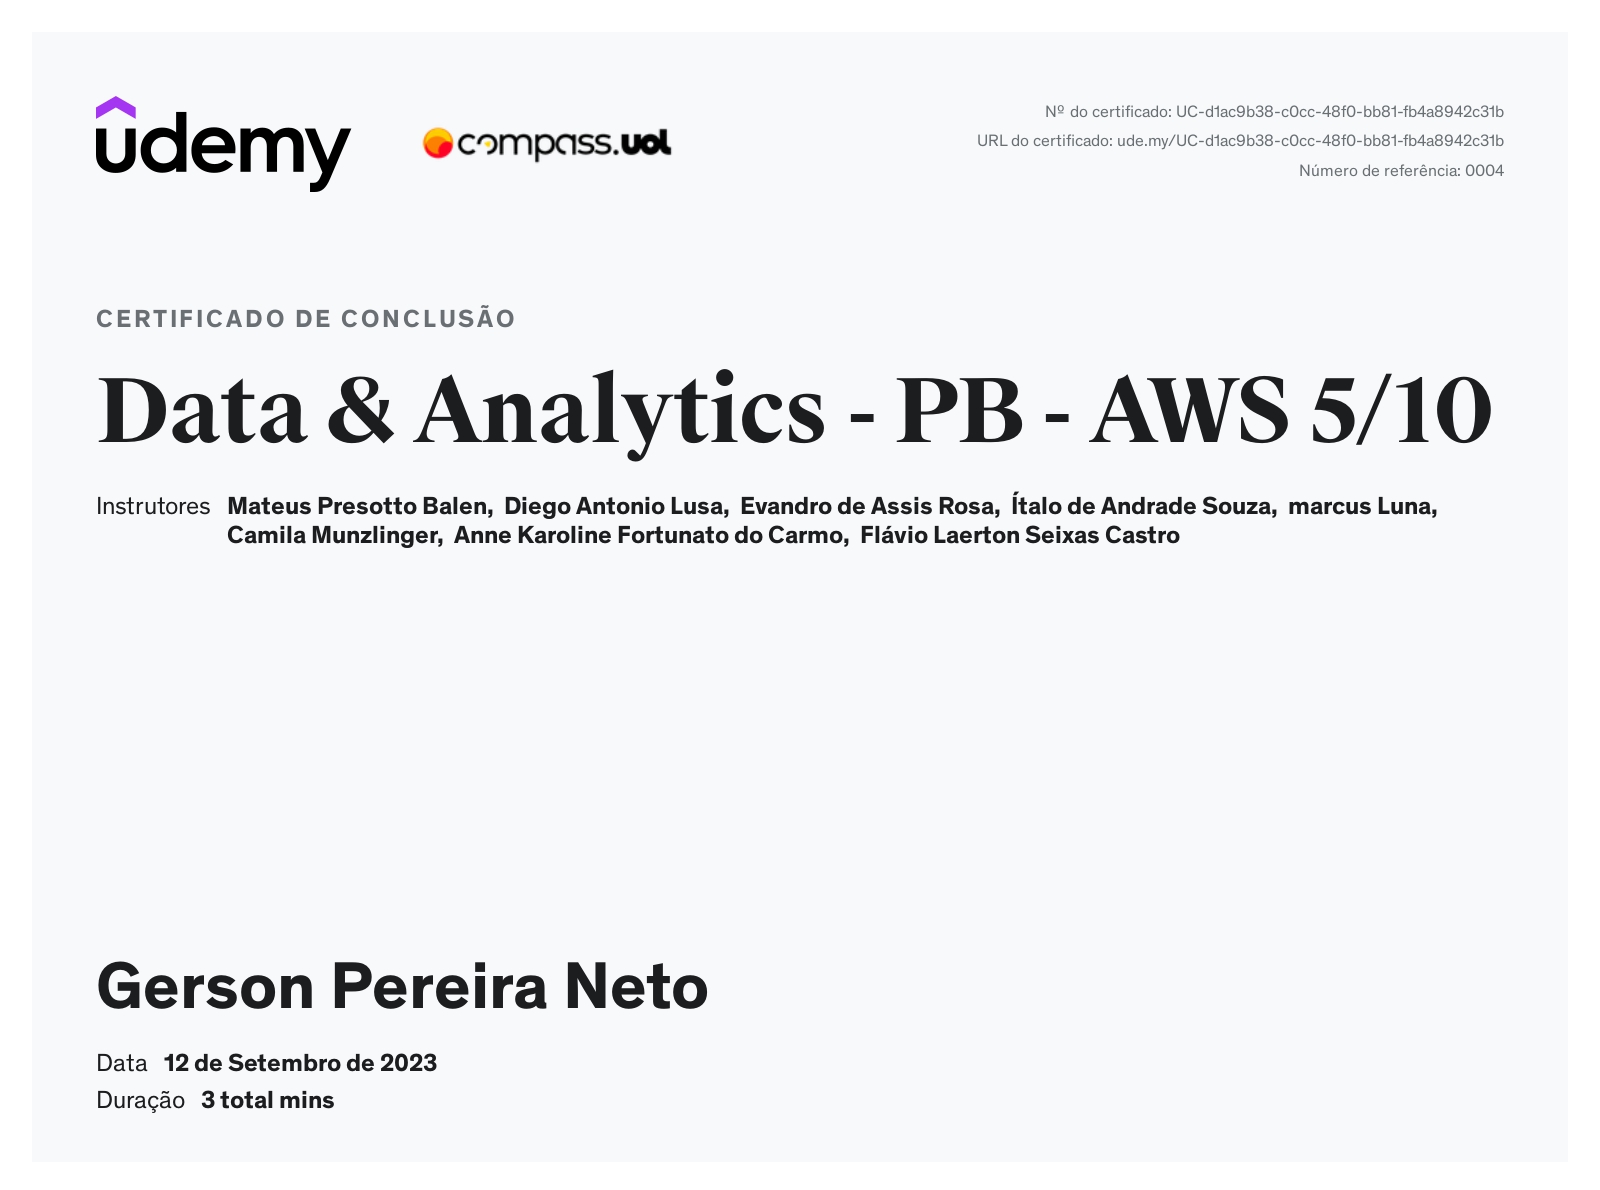 udemy
compass.uol
Nº do certificado: UC-d1ac9b38-c0cc-48f0-bb81-fb4a8942c31b
URL do certificado: ude.my/UC-d1ac9b38-c0cc-48f0-bb81-fb4a8942c31b
Número de referência: 0004
CERTIFICADO DE CONCLUSÃO
Data & Analytics - PB - AWS 5/10
Instrutores Mateus Presotto Balen, Diego Antonio Lusa, Evandro de Assis Rosa, Ítalo de Andrade Souza, marcus Luna,
Camila Munzlinger, Anne Karoline Fortunato do Carmo, Flávio Laerton Seixas Castro
Gerson Pereira Neto
Data 12 de Setembro de 2023
Duração 3 total mins